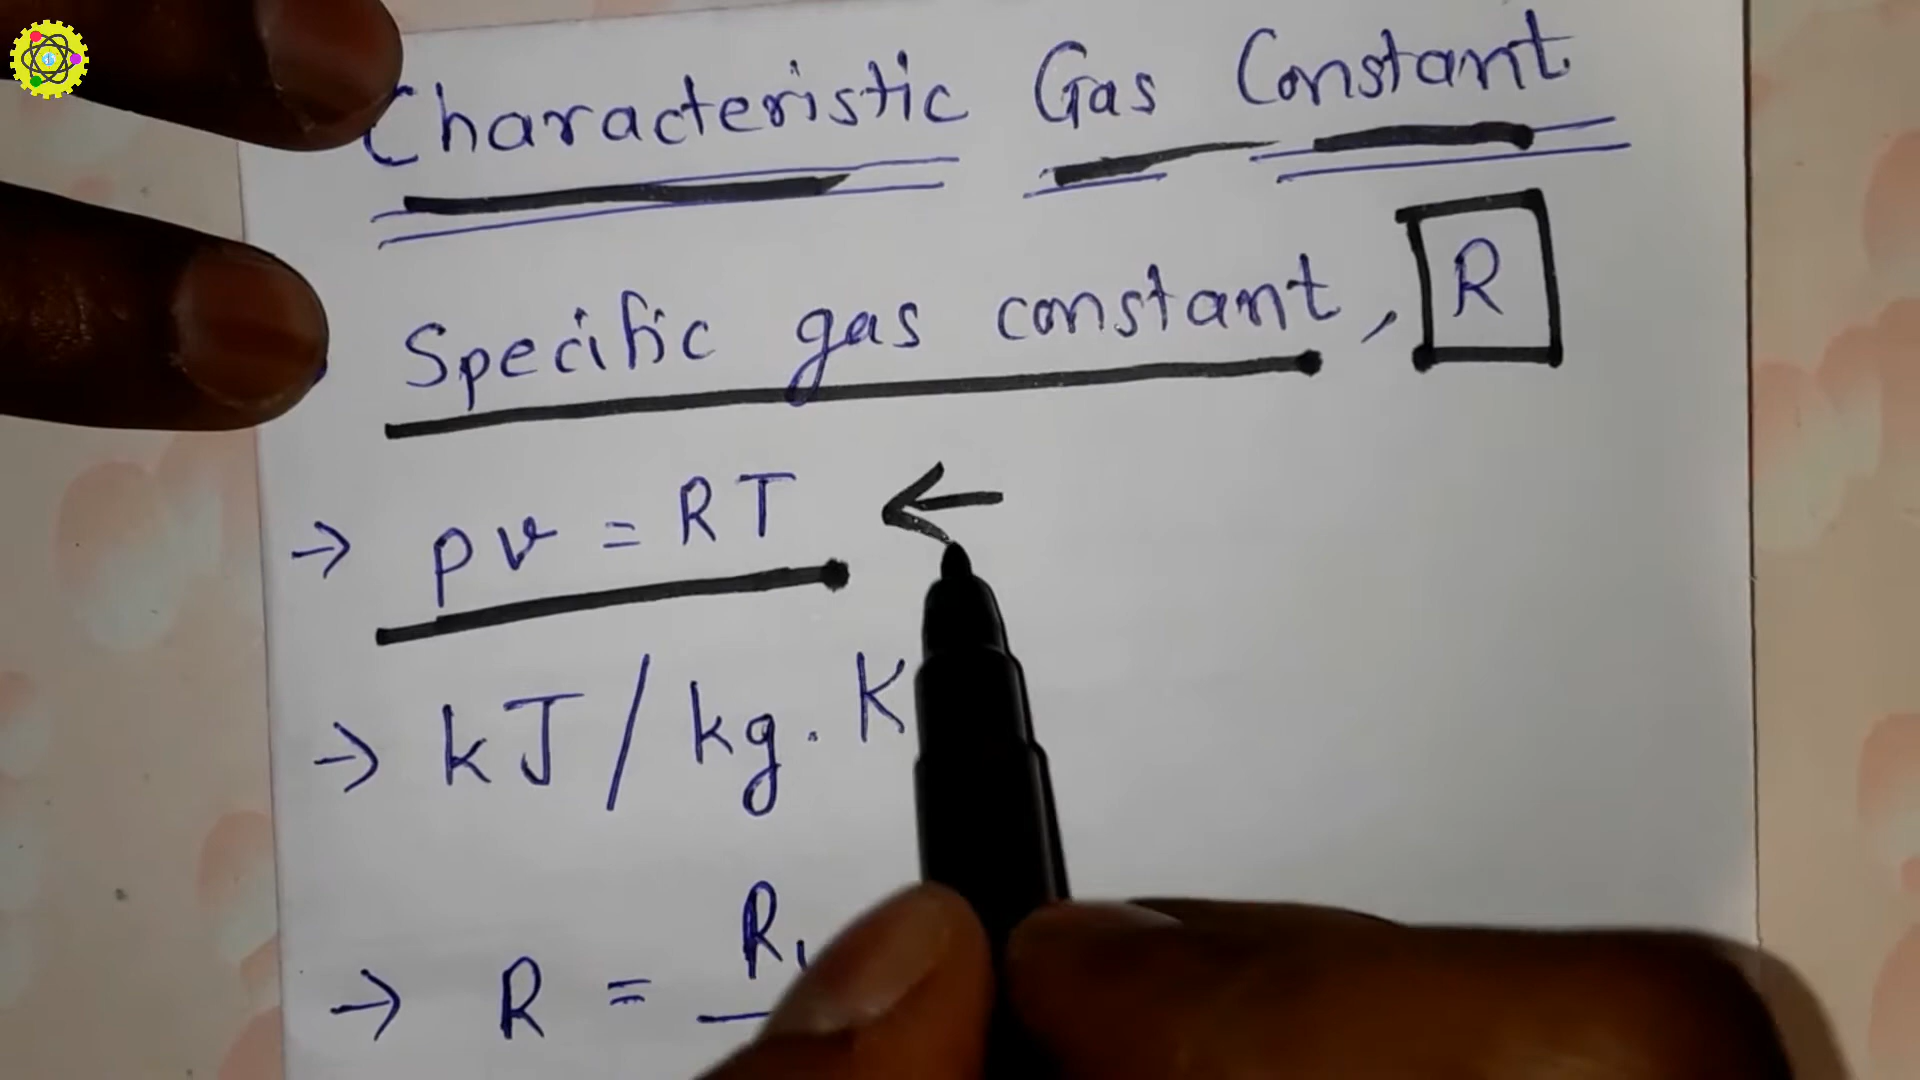 Characteristic Gas Constant
Specific gas constant, R
→ pv = RT ←
→ kJ/kg.K
→ R =